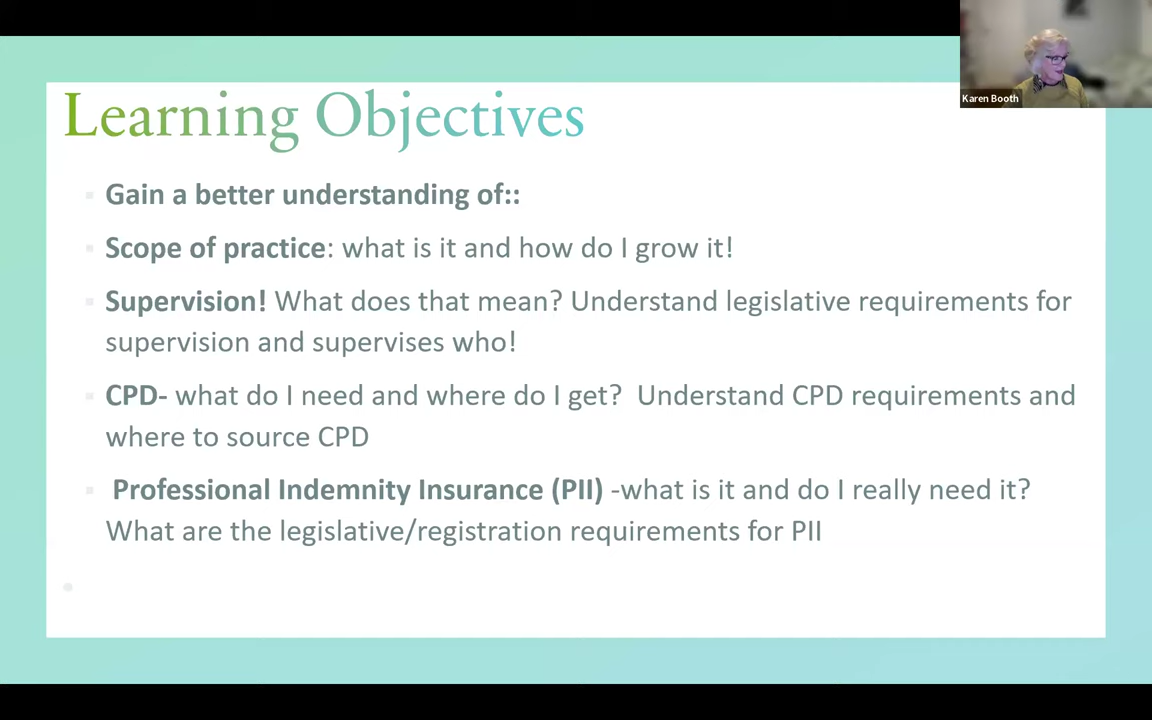 Karen Booth
Learning Objectives
Gain a better understanding of::
Scope of practice: what is it and how do I grow it!
Supervision! What does that mean? Understand legislative requirements for
supervision and supervises who!
CPD- what do I need and where do I get?  Understand CPD requirements and
where to source CPD
Professional Indemnity Insurance (PII) -what is it and do I really need it?
What are the legislative/registration requirements for PII